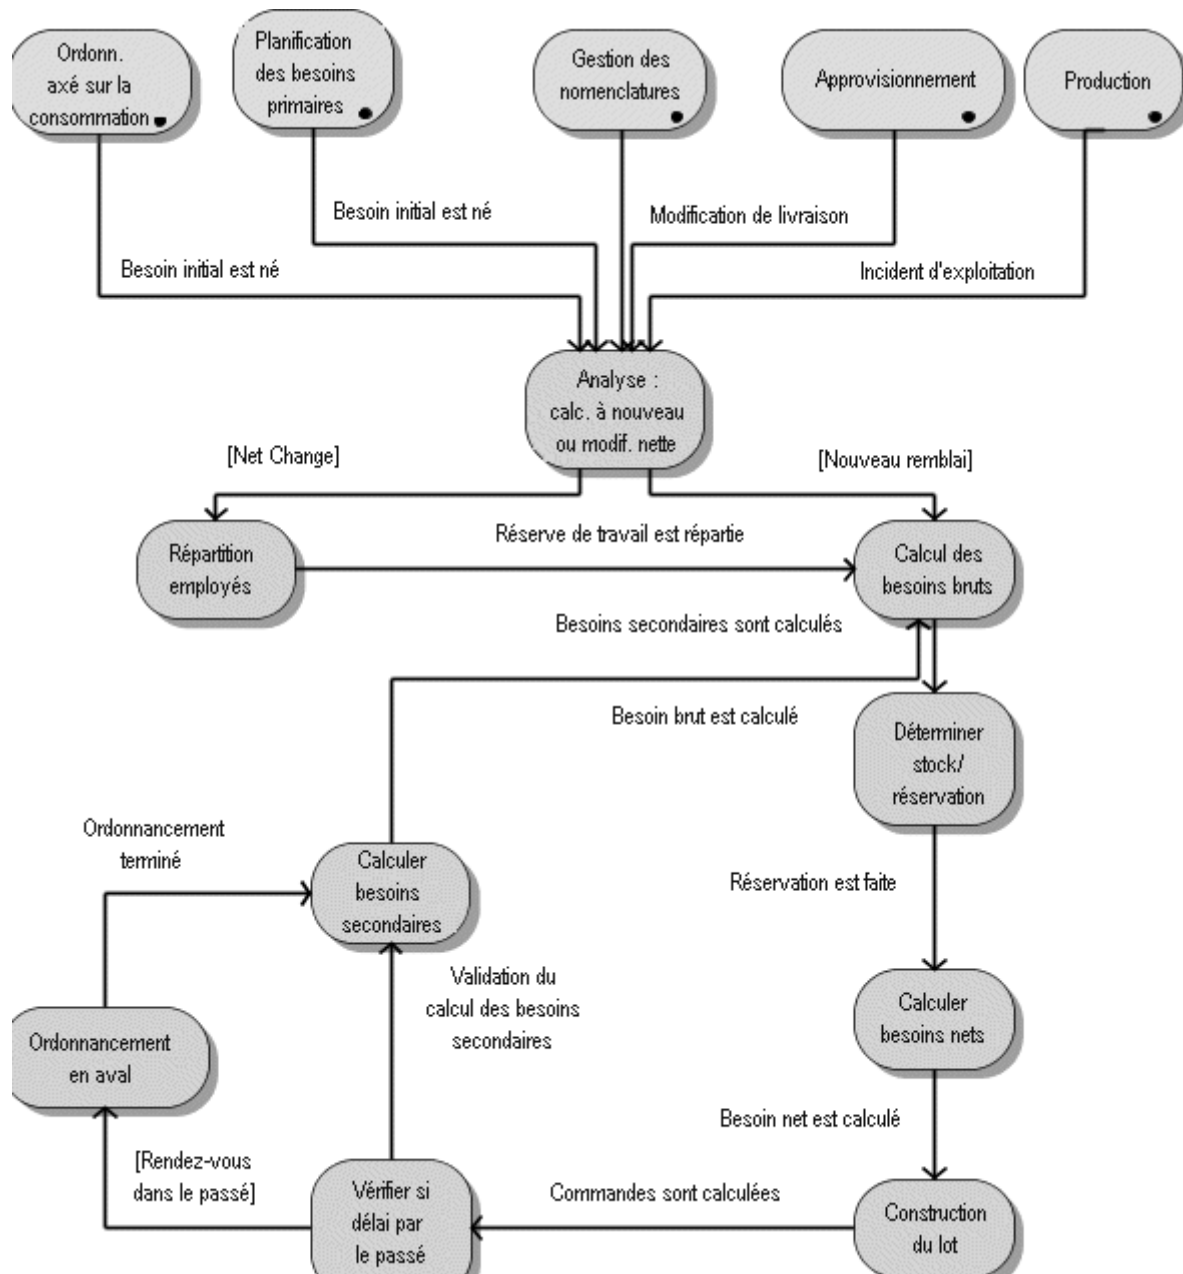 Ordonn.
axé sur la
consommation
Planification
des besoins
primaires
Gestion des
nomenclatures
Approvisionnement
Production
Besoin initial est né
Modification de livraison
Besoin initial est né
Incident d'exploitation
Analyse :
calc. à nouveau
ou modif. nette
[Net Change]
[Nouveau remblai]
Répartition
employés
Réserve de travail est répartie
Calcul des
besoins bruts
Besoins secondaires sont calculés
Besoin brut est calculé
Déterminer
stock/
réservation
Ordonnancement
terminé
Calculer
besoins
secondaires
Réservation est faite
Validation du
calcul des besoins
secondaires
Calculer
besoins nets
Ordonnancement
en aval
Besoin net est calculé
[Rendez-vous
dans le passé]
Vérifier si
délai par
le passé
Commandes sont calculées
Construction
du lot